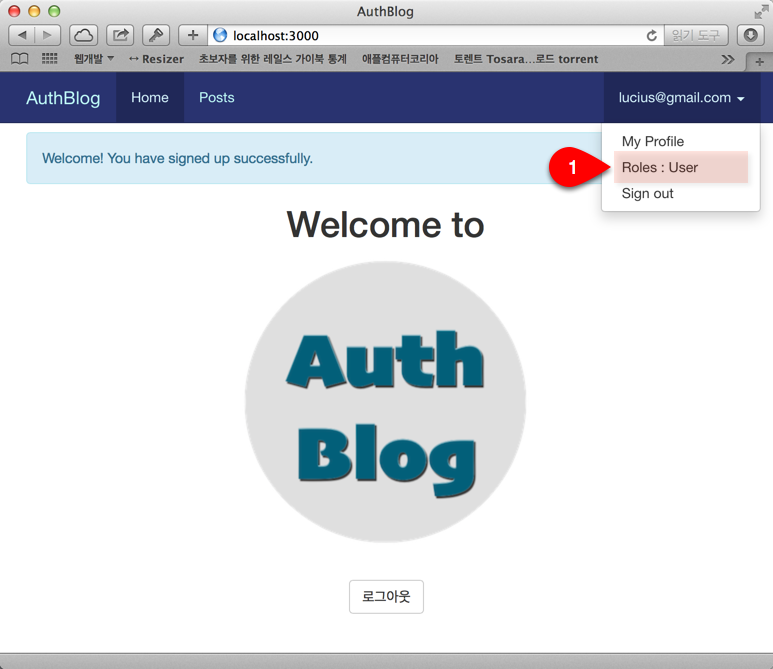 AuthBlog
localhost:3000
읽기 도구
웹개발
Resizer
초보자를 위한 레일스 가이북 통계
애플컴퓨터코리아
토렌트 Tosara...로드 torrent
AuthBlog
Home
Posts
lucius@gmail.com
My Profile
Roles : User
Sign out
1
Welcome! You have signed up successfully.
Welcome to
Auth
Blog
로그아웃